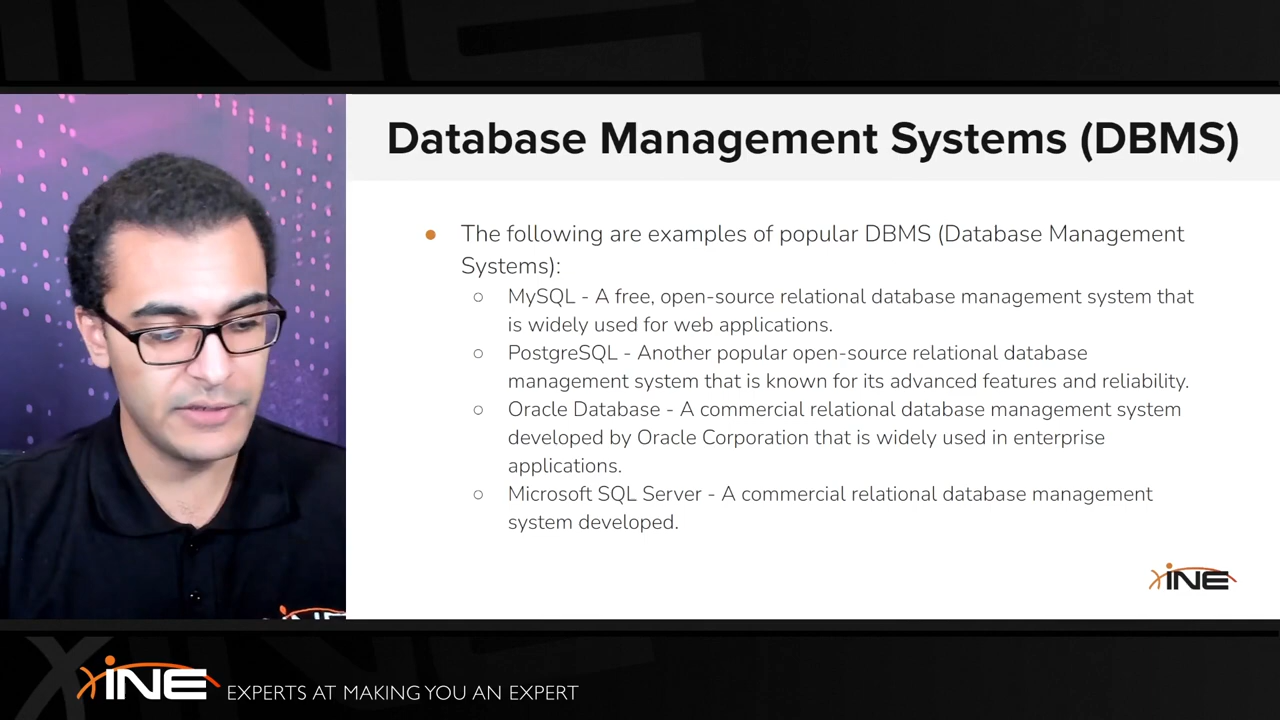 Database Management Systems (DBMS)
● The following are examples of popular DBMS (Database Management
Systems):
○ MySQL - A free, open-source relational database management system that
is widely used for web applications.
○ PostgreSQL - Another popular open-source relational database
management system that is known for its advanced features and reliability.
○ Oracle Database - A commercial relational database management system
developed by Oracle Corporation that is widely used in enterprise
applications.
○ Microsoft SQL Server - A commercial relational database management
system developed.
INE
INE EXPERTS AT MAKING YOU AN EXPERT